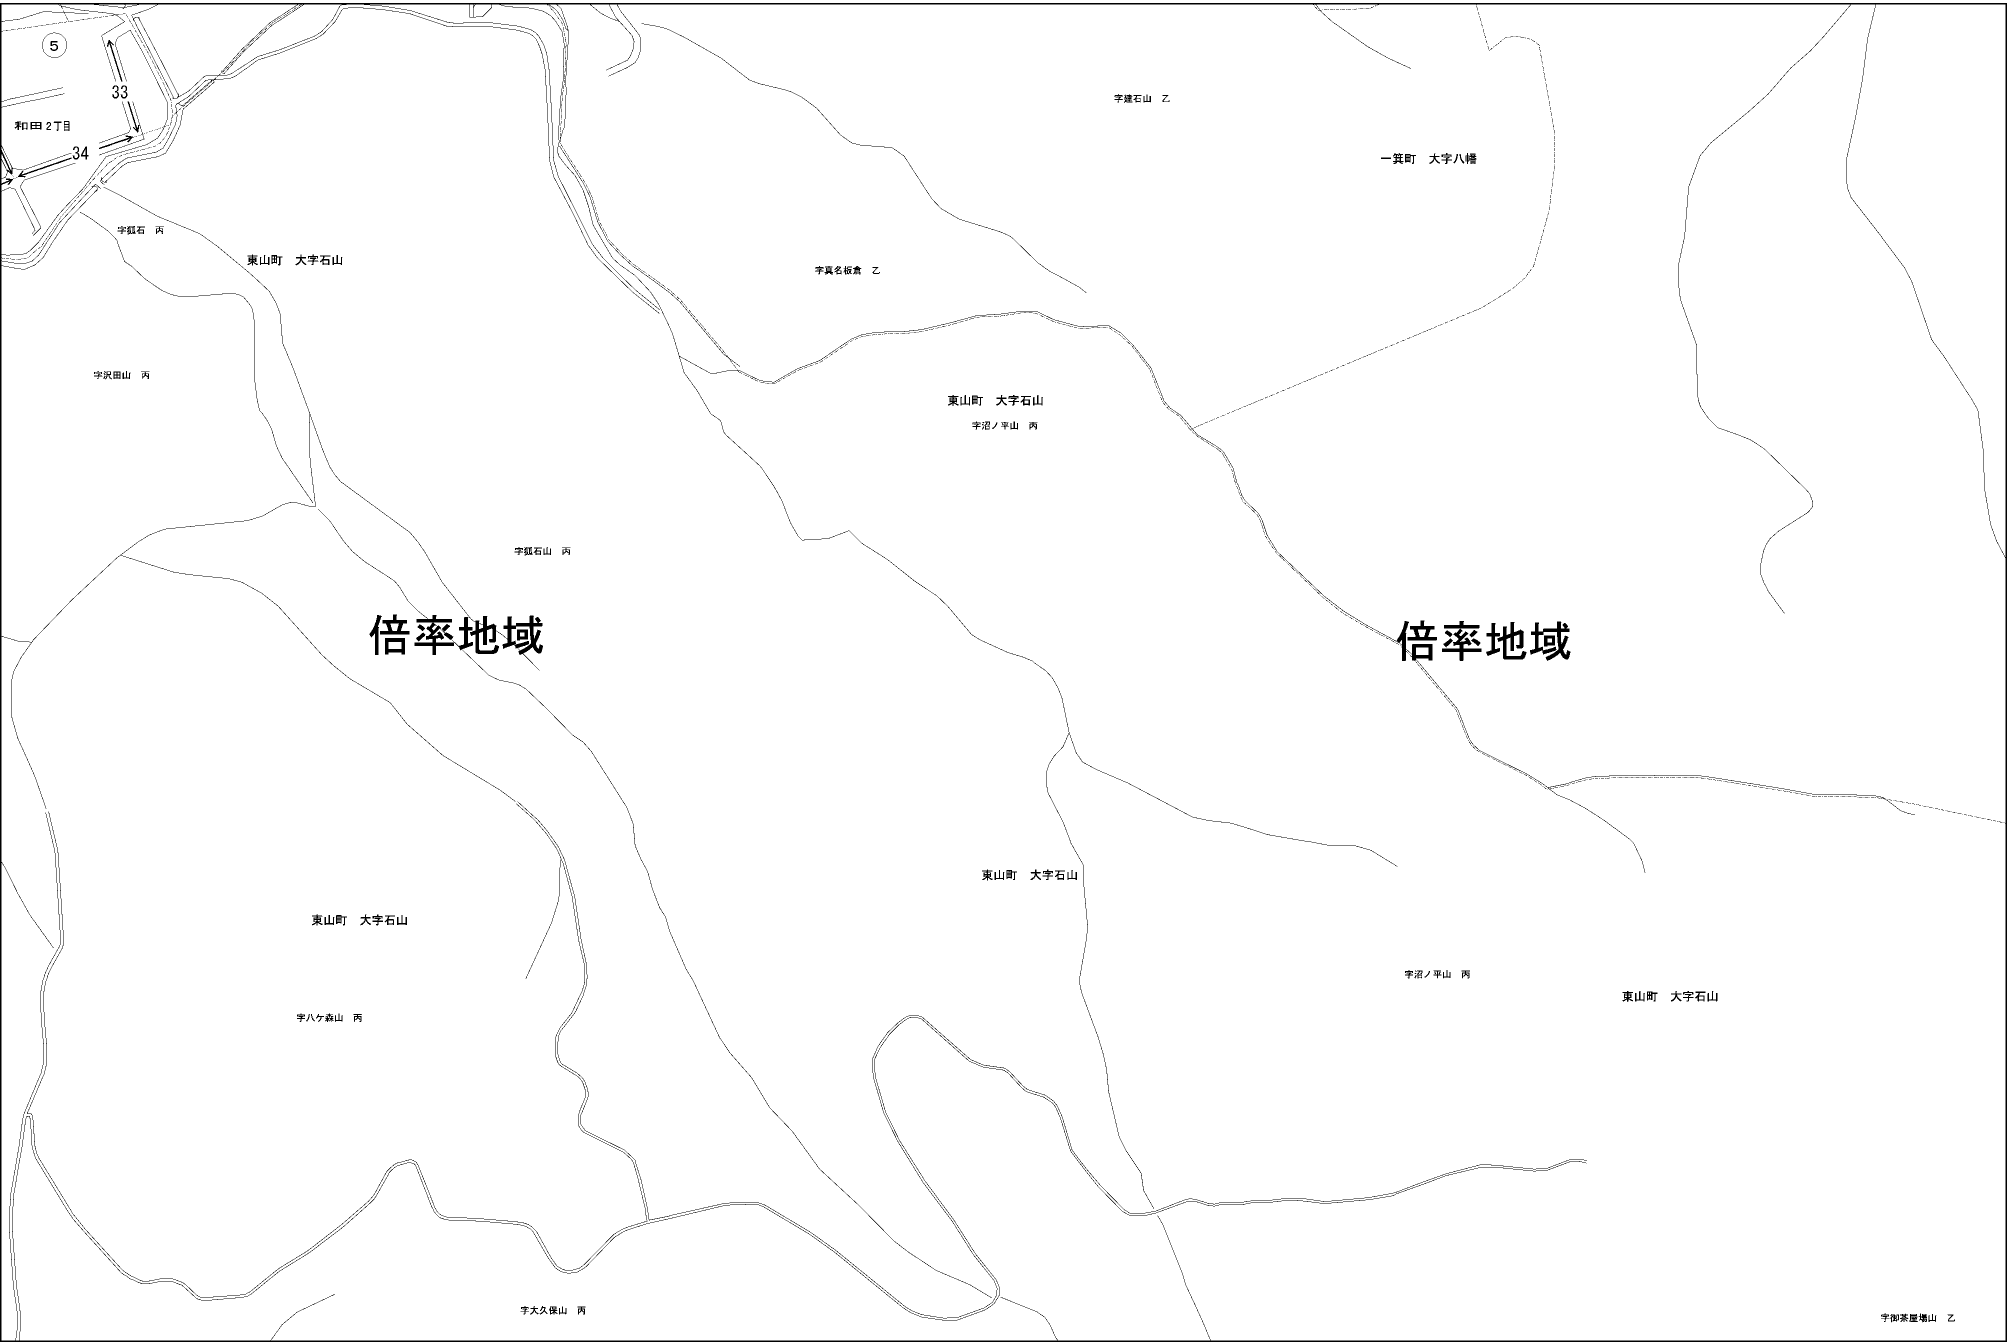 5
33
和田2丁目
34
字建石山 乙
一箕町 大字八幡
字狐石 丙
東山町 大字石山
字真名板倉 乙
字沢田山 丙
東山町 大字石山
字沼ノ平山 丙
字狐石山 丙
倍率地域
倍率地域
東山町 大字石山
東山町 大字石山
字沼ノ平山 丙
東山町 大字石山
字八ケ森山 丙
字大久保山 丙
字御茶屋場山 乙